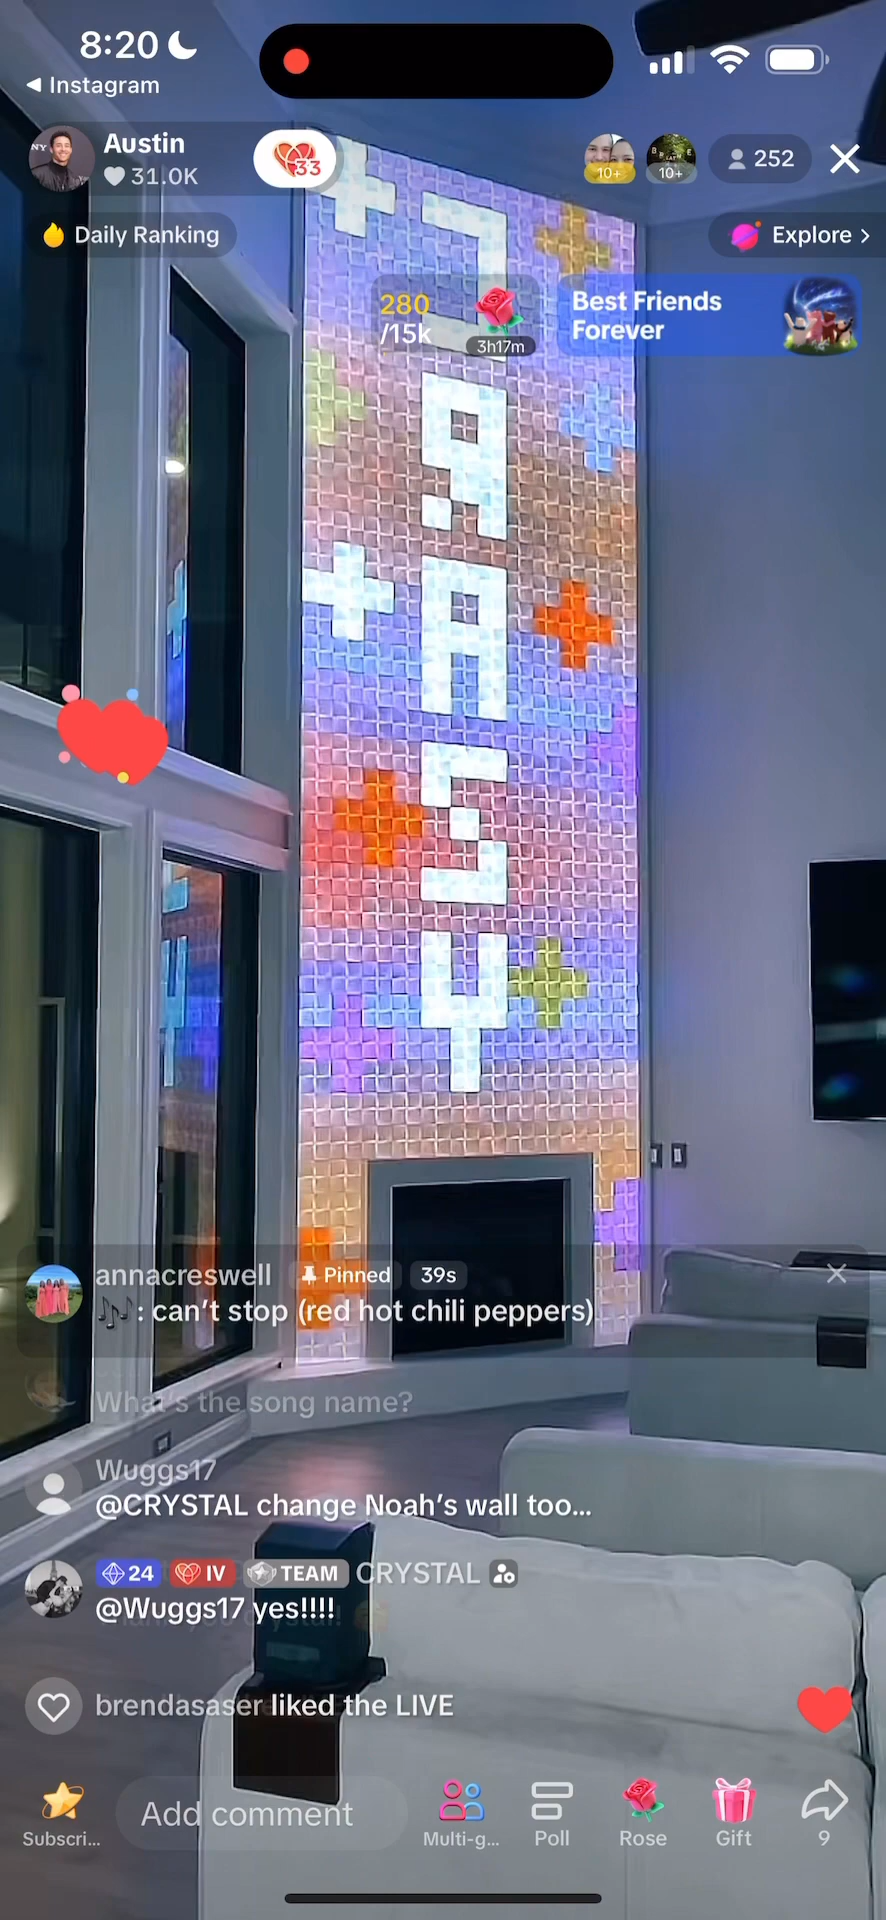 8:20
Instagram
Austin
31.0K
33
10+
10+
252
Daily Ranking
Explore
280
/15k
3h17m
Best Friends
Forever
annacreswell Pinned 39s
: can't stop (red hot chili peppers)
What's the song name?
Wuggs17
@CRYSTAL change Noah's wall too...
24 IV TEAM CRYSTAL
@Wuggs17 yes!!!!
brendasaser liked the LIVE
Add comment
Subscri...
Multi-g...
Poll
Rose
Gift
9